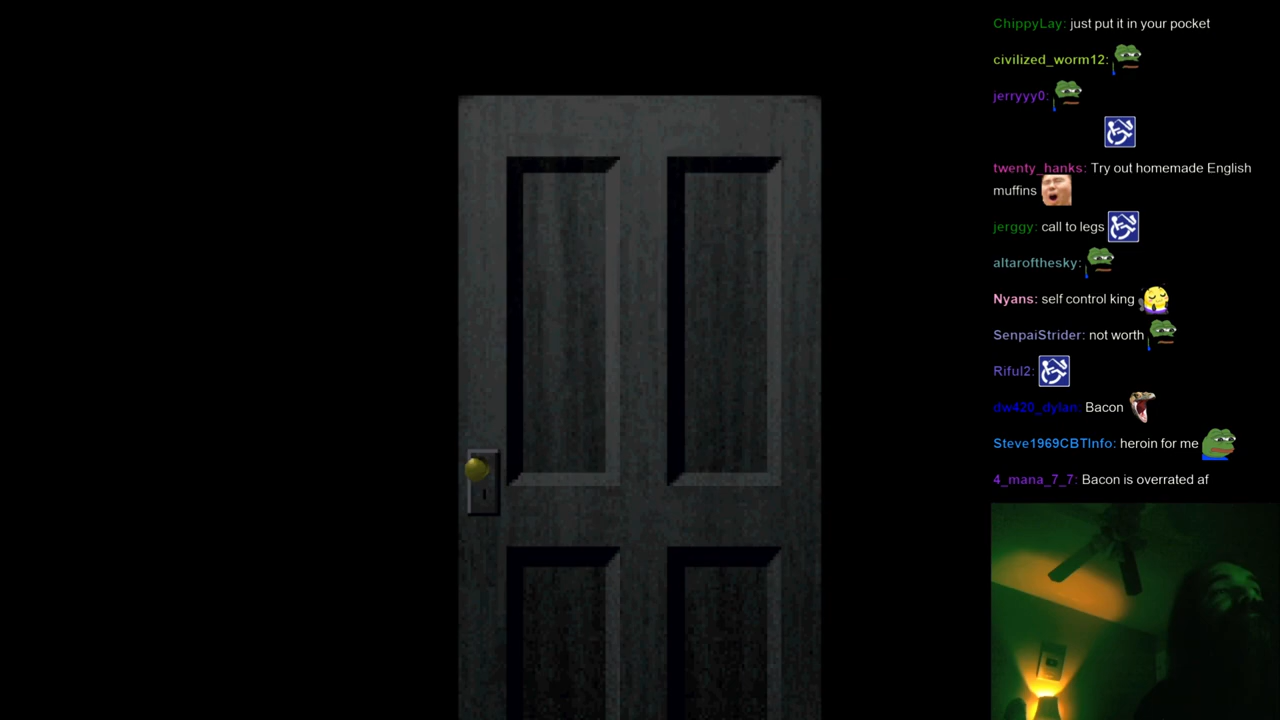 ChippyLay: just put it in your pocket
civilized_worm12:
jerryyy0:
twenty_hanks: Try out homemade English
muffins
jerggy: call to legs
altarofthesky:
Nyans: self control king
SenpaiStrider: not worth
Riful2:
dw420_dylan: Bacon
Steve1969CBTInfo: heroin for me
4_mana_7_7: Bacon is overrated af